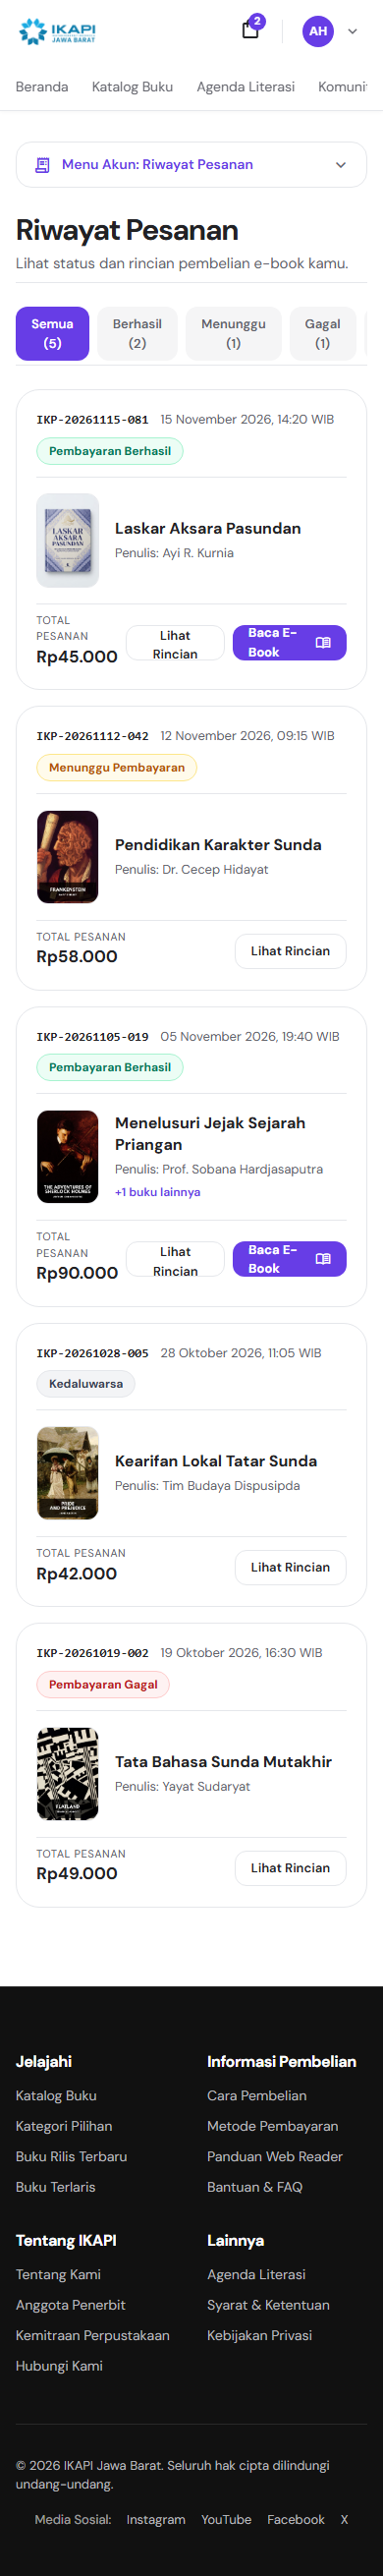 IKAPI
JAWA BARAT
2
AH
Beranda Katalog Buku Agenda Literasi
Menu Akun: Riwayat Pesanan
Riwayat Pesanan
Lihat status dan rincian pembelian e-book kamu.
Semua Berhasil Menunggu Gagal
(5) (2) (1) (1)
IKP-20261115-081 15 November 2026, 14:20 WIB
Pembayaran Berhasil
LASKAR
AKSARA
PASUNDAN
Laskar Aksara Pasundan
Penulis: Ayi R. Kurnia
TOTAL
PESANAN
Rp45.000
Lihat
Rincian
Baca E-
Book
IKP-20261112-042 12 November 2026, 09:15 WIB
Menunggu Pembayaran
FRANKENSTEIN
Pendidikan Karakter Sunda
Penulis: Dr. Cecep Hidayat
TOTAL PESANAN
Rp58.000
Lihat Rincian
IKP-20261105-019 05 November 2026, 19:40 WIB
Pembayaran Berhasil
THE ADVENTURES OF
SHERLOCK HOLMES
Menelusuri Jejak Sejarah
Priangan
Penulis: Prof. Sobana Hardjasaputra
+1 buku lainnya
TOTAL
PESANAN
Rp90.000
Lihat
Rincian
Baca E-
Book
IKP-20261028-005 28 Oktober 2026, 11:05 WIB
Kedaluwarsa
PRIDE
AND PREJUDICE
Kearifan Lokal Tatar Sunda
Penulis: Tim Budaya Dispusipda
TOTAL PESANAN
Rp42.000
Lihat Rincian
IKP-20261019-002 19 Oktober 2026, 16:30 WIB
Pembayaran Gagal
FLATLAND
Tata Bahasa Sunda Mutakhir
Penulis: Yayat Sudaryat
TOTAL PESANAN
Rp49.000
Lihat Rincian
Jelajahi
Katalog Buku
Kategori Pilihan
Buku Rilis Terbaru
Buku Terlaris
Informasi Pembelian
Cara Pembelian
Metode Pembayaran
Panduan Web Reader
Bantuan & FAQ
Tentang IKAPI
Tentang Kami
Anggota Penerbit
Kemitraan Perpustakaan
Hubungi Kami
Lainnya
Agenda Literasi
Syarat & Ketentuan
Kebijakan Privasi
© 2026 IKAPI Jawa Barat. Seluruh hak cipta dilindungi
undang-undang.
Media Sosial: Instagram YouTube Facebook X